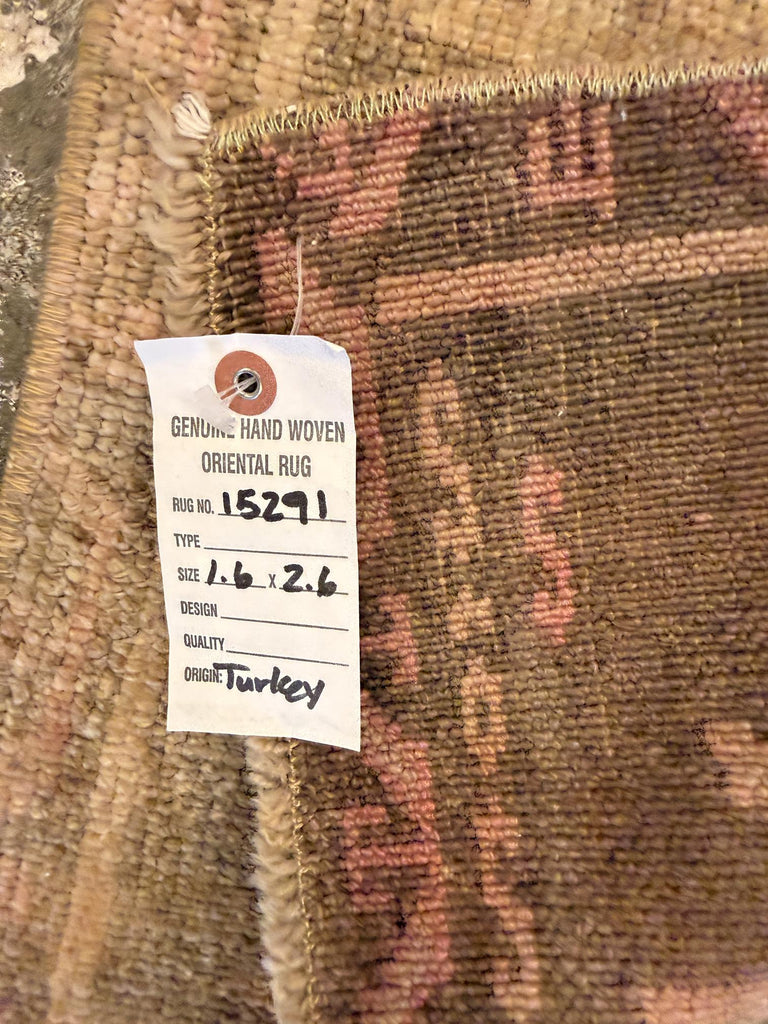 GENUINE HAND WOVEN
ORIENTAL RUG
RUG NO. 15291
TYPE
SIZE 1.6 X 2.6
DESIGN
QUALITY
ORIGIN: Turkey